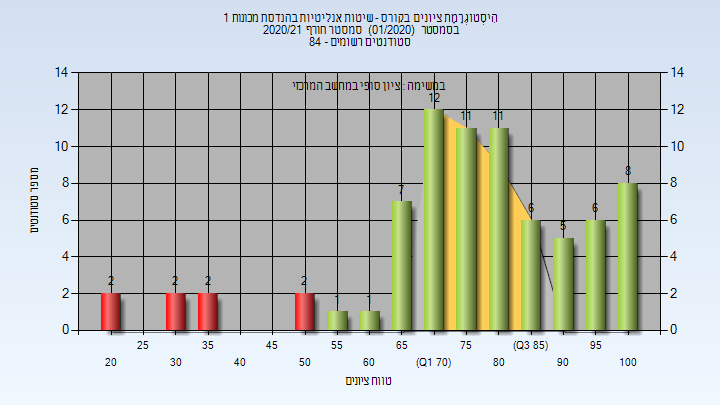 היסטוגרמת ציונים בקורס - שיטות אנליטיות בהנדסת מכונות 1
בסמסטר (01/2020) סמסטר חורף 2020/21
סטודנטים רשומים - 84
במשימה : ציון סופי במחשב המרכזי
מספר סטודנטים
14 14
12 12
10 10
8 8
6 6
4 4
2 2
0 0
2 2 2 2 1 1 7 12 11 11 6 5 6 8
25 35 45 55 65 75 (Q3 85) 95
20 30 40 50 60 (Q1 70) 80 90 100
טווח ציונים